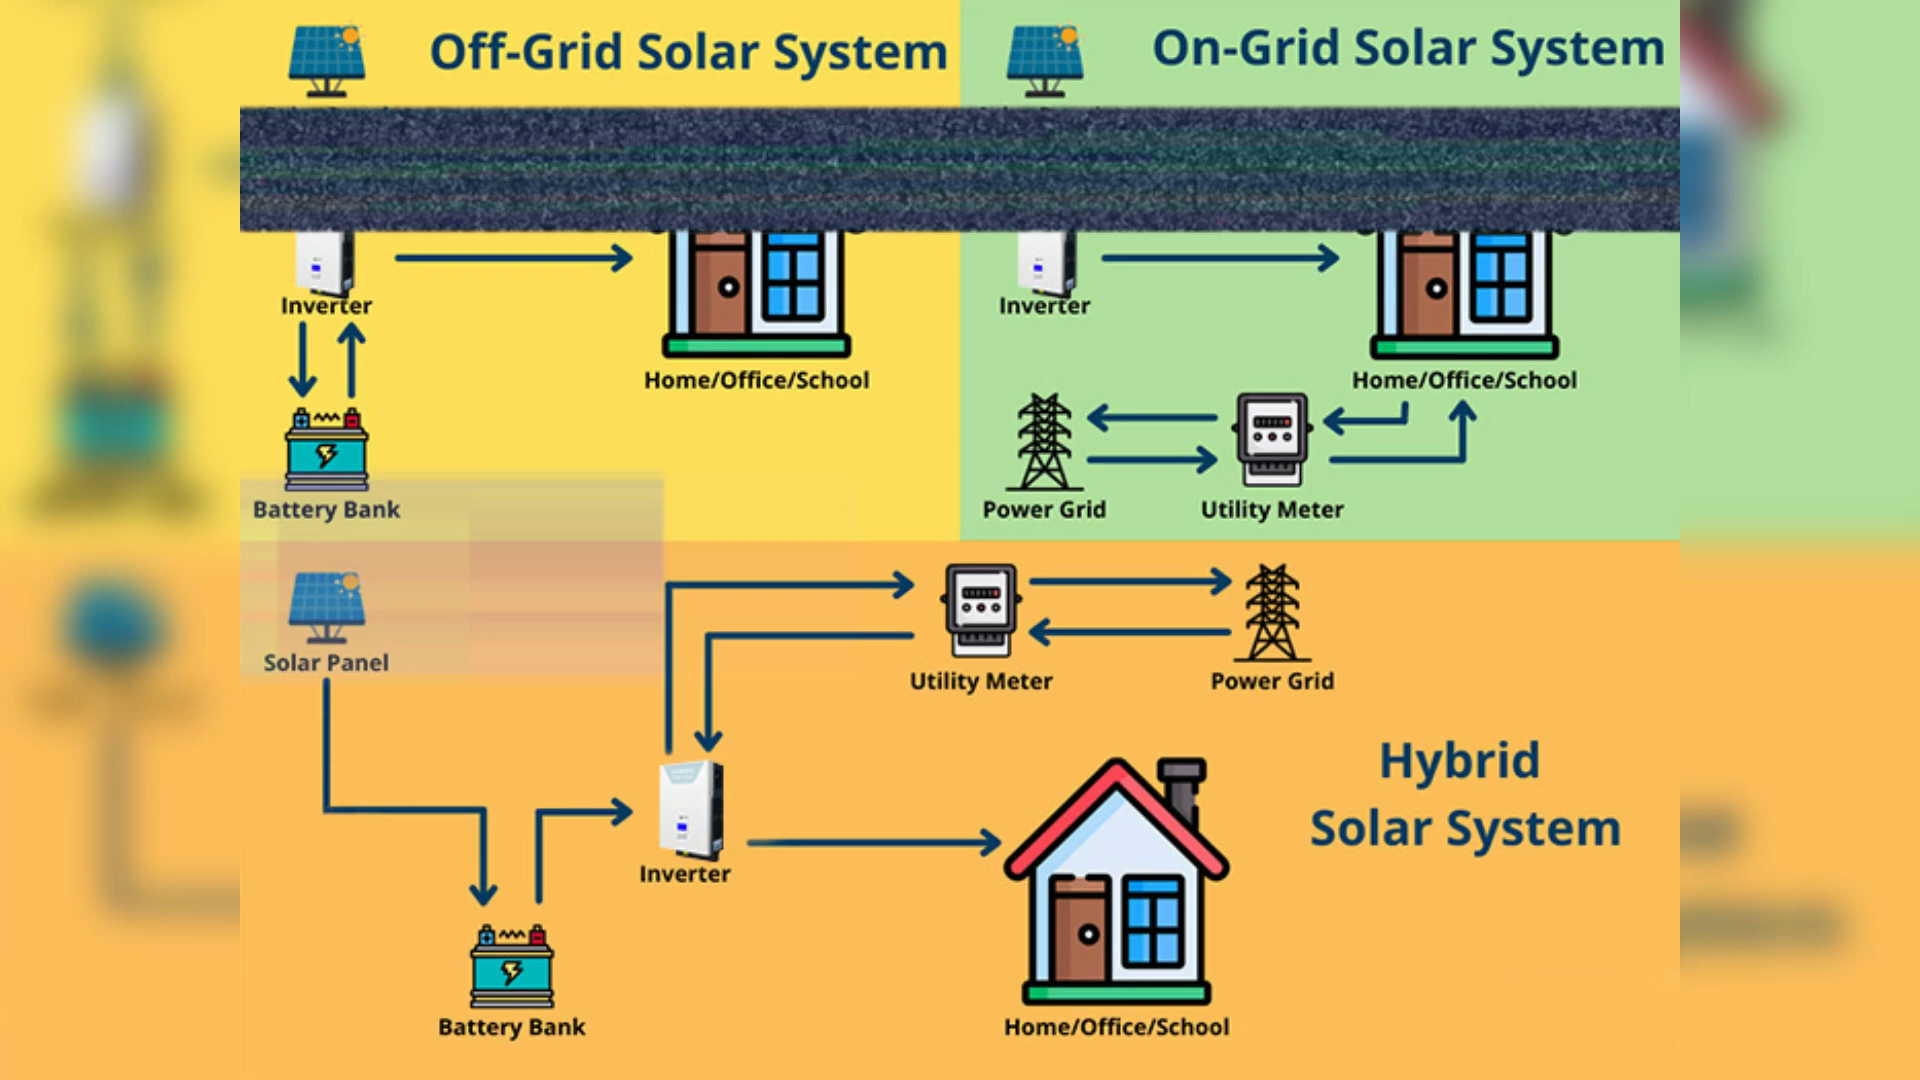 Off-Grid Solar System
On-Grid Solar System
Inverter
Home/Office/School
Battery Bank
Inverter
Home/Office/School
Power Grid
Utility Meter
Solar Panel
Utility Meter
Power Grid
Hybrid
Solar System
Inverter
Battery Bank
Home/Office/School